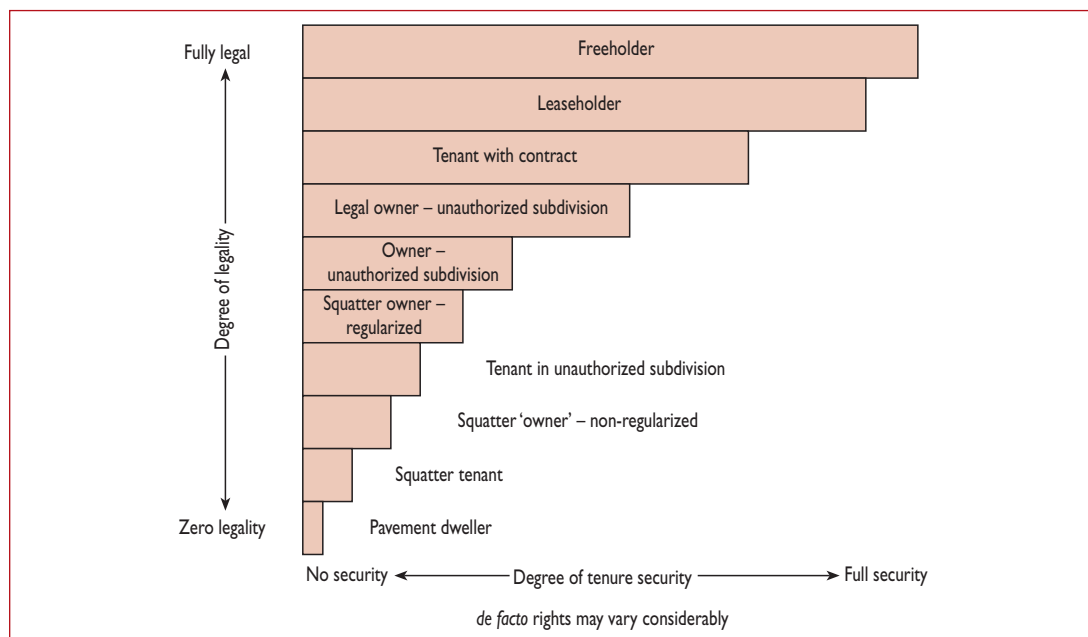 Fully legal
Freeholder
Leaseholder
Tenant with contract
Legal owner – unauthorized subdivision
Degree of legality
Owner –
unauthorized subdivision
Squatter owner –
regularized
Tenant in unauthorized subdivision
Squatter ‘owner’ – non-regularized
Squatter tenant
Zero legality
Pavement dweller
No security
Degree of tenure security
Full security
de facto rights may vary considerably